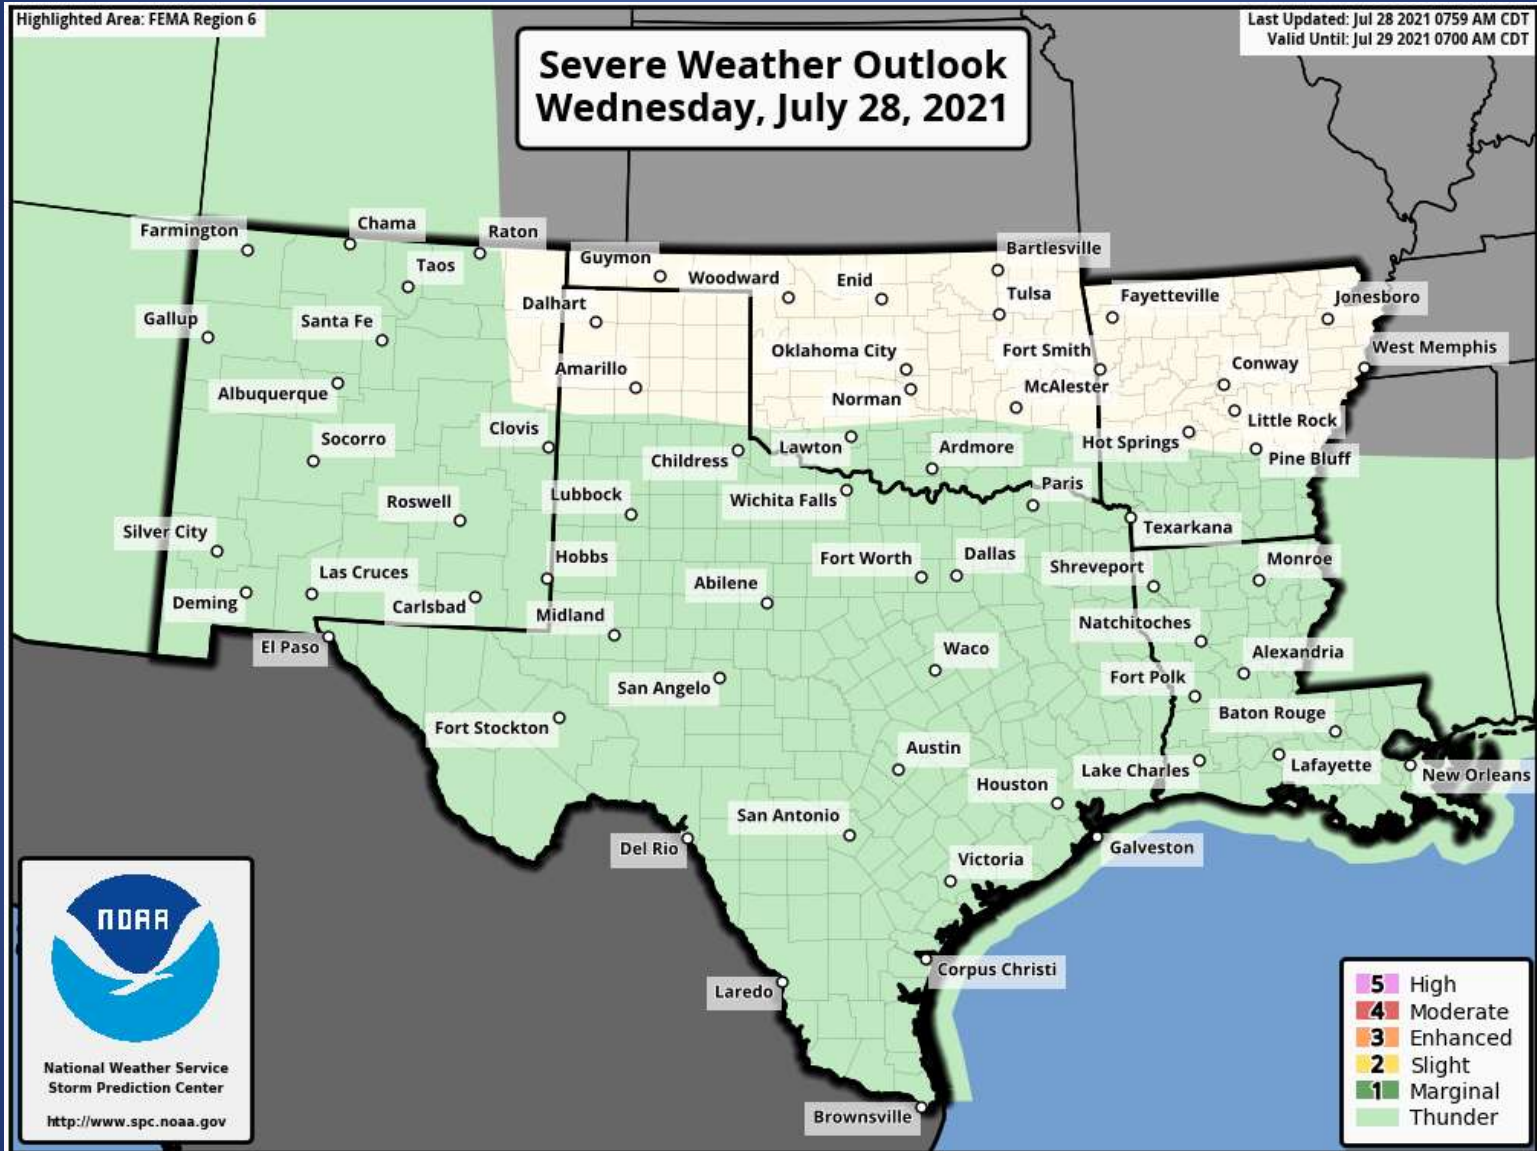 Highlighted Area: FEMA Region 6
Last Updated: Jul 28 2021 0759 AM CDT
Valid Until: Jul 29 2021 0700 AM CDT
Severe Weather Outlook
Wednesday, July 28, 2021
Farmington
Chama
Raton
Taos
Guymon
Woodward
Enid
Bartlesville
Tulsa
Dalhart
Fayetteville
Jonesboro
Gallup
Santa Fe
Oklahoma City
Fort Smith
West Memphis
Amarillo
Conway
Albuquerque
Norman
McAlester
Little Rock
Clovis
Socorro
Childress
Lawton
Ardmore
Hot Springs
Pine Bluff
Roswell
Lubbock
Wichita Falls
Paris
Texarkana
Silver City
Las Cruces
Hobbs
Abilene
Fort Worth
Dallas
Shreveport
Monroe
Deming
Carlsbad
Midland
Natchitoches
El Paso
Waco
Alexandria
San Angelo
Fort Polk
Fort Stockton
Baton Rouge
Austin
Houston
Lake Charles
Lafayette
New Orleans
San Antonio
Del Rio
Victoria
Galveston
Corpus Christi
Laredo
Brownsville
NOAA
National Weather Service
Storm Prediction Center
http://www.spc.noaa.gov
5 High
4 Moderate
3 Enhanced
2 Slight
1 Marginal
Thunder